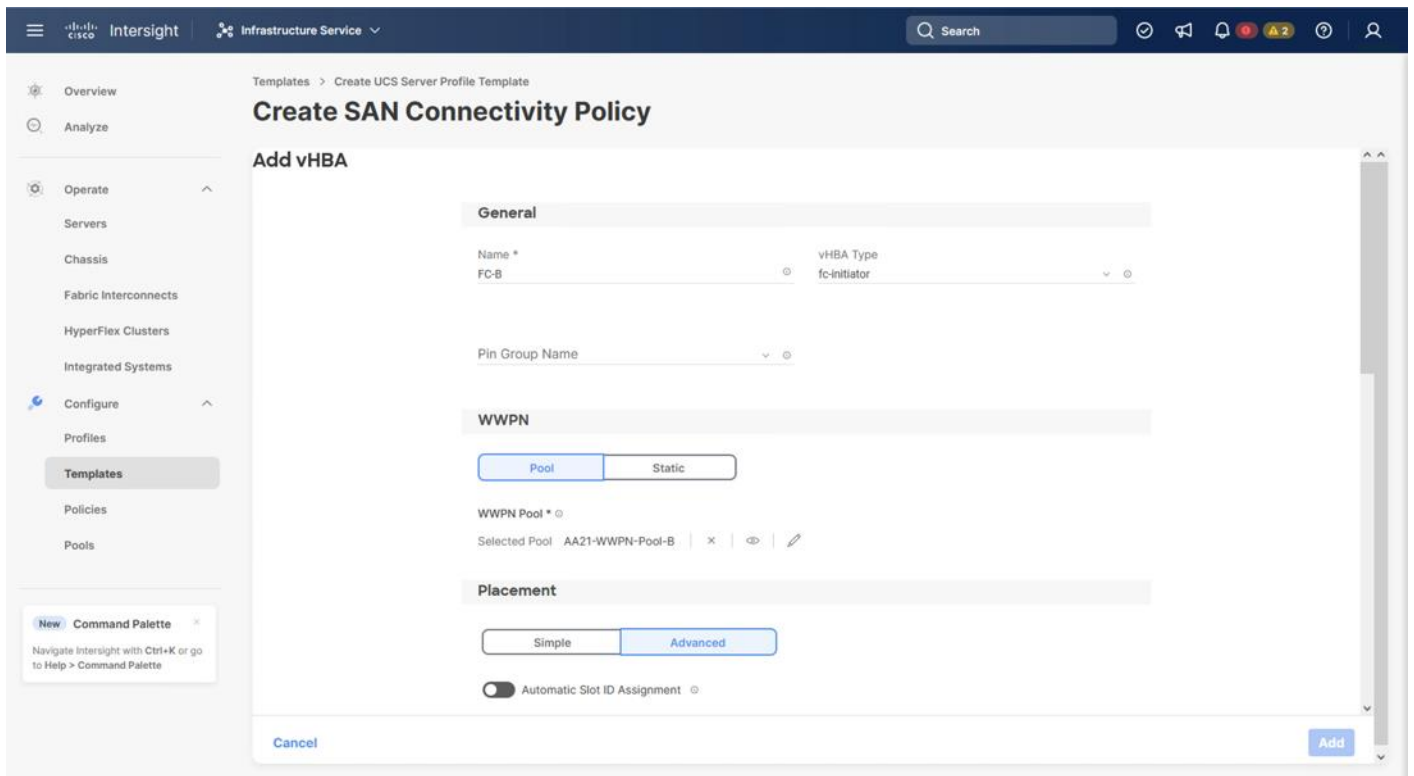 cisco Intersight Infrastructure Service Search 2
Overview
Analyze
Operate
Servers
Chassis
Fabric Interconnects
HyperFlex Clusters
Integrated Systems
Configure
Profiles
Templates
Policies
Pools
New Command Palette
Navigate Intersight with Ctrl+K or go
to Help > Command Palette
Templates > Create UCS Server Profile Template
Create SAN Connectivity Policy
Add vHBA
General
Name * vHBA Type
FC-B fc-initiator
Pin Group Name
WWPN
Pool Static
WWPN Pool *
Selected Pool AA21-WWPN-Pool-B
Placement
Simple Advanced
Automatic Slot ID Assignment
Cancel Add